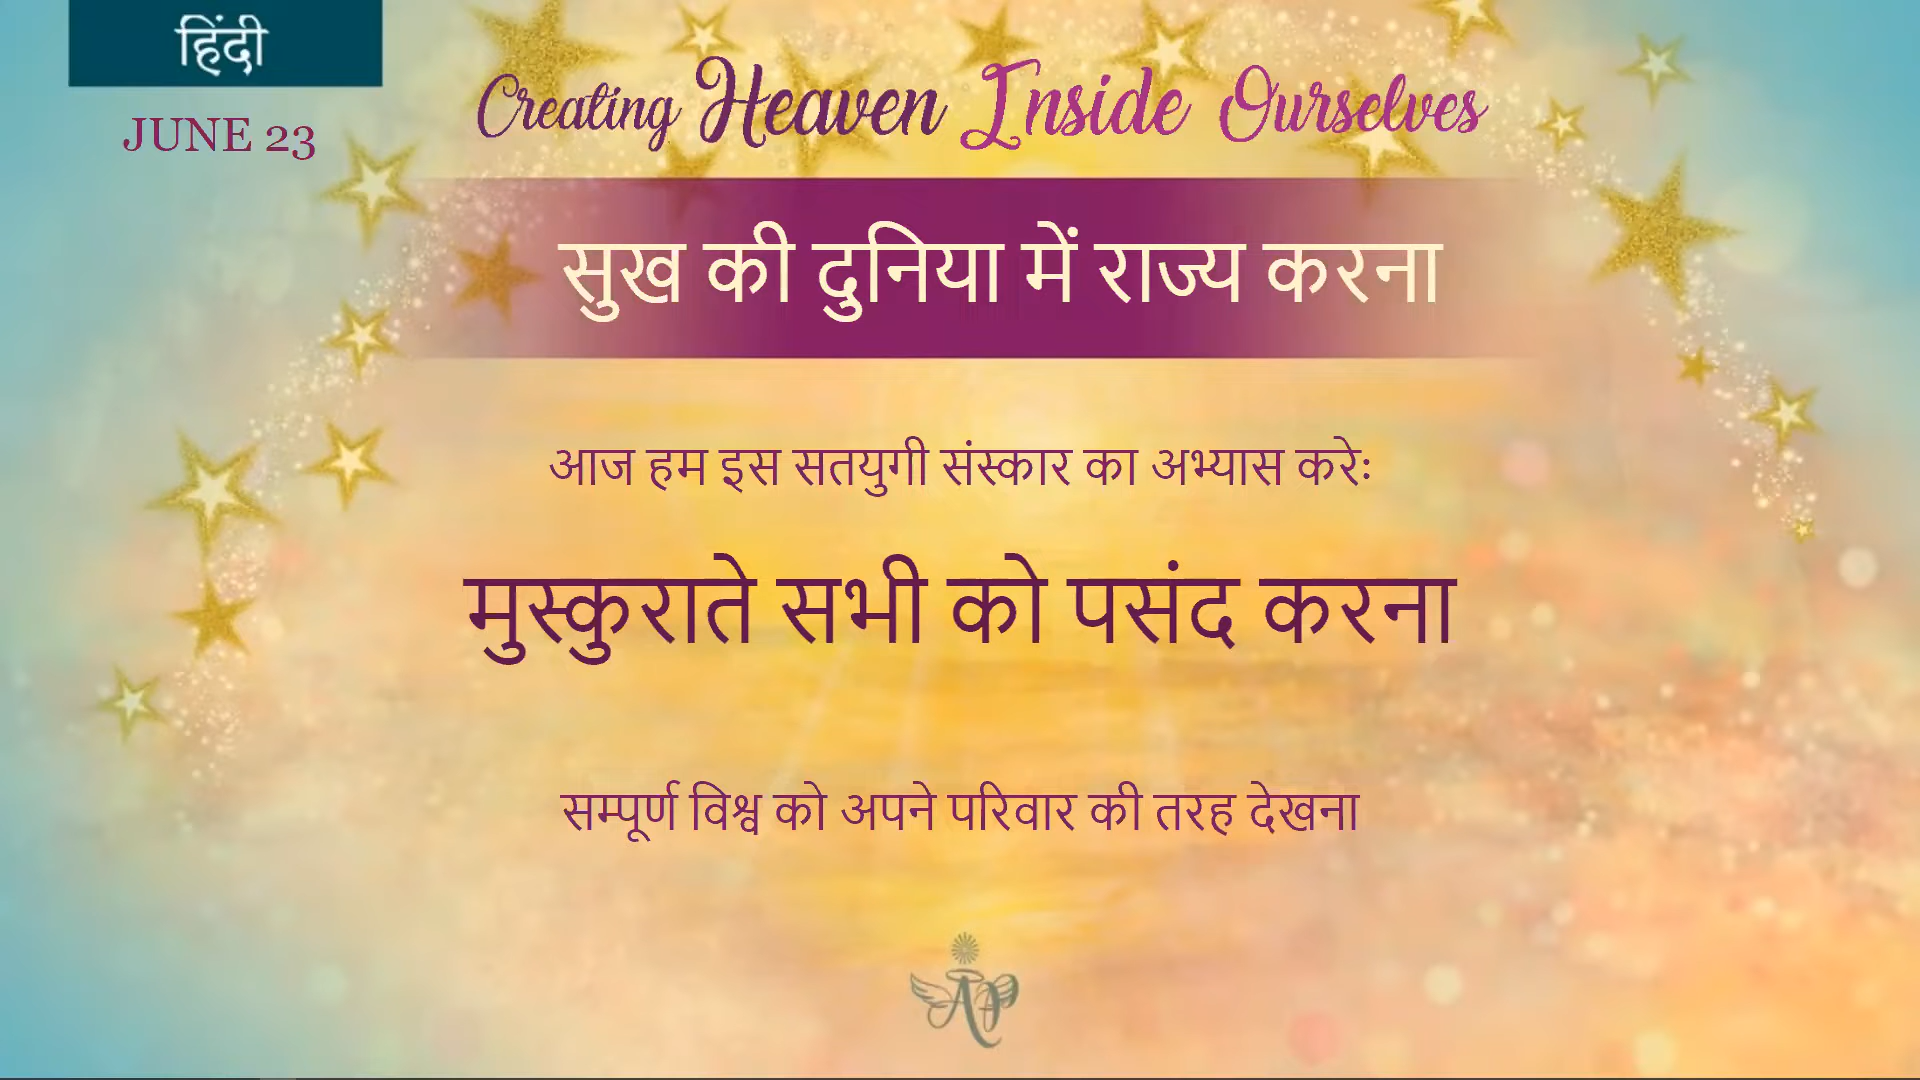 हिंदी
JUNE 23
Creating Heaven Inside Ourselves
सुख की दुनिया में राज्य करना
आज हम इस सतयुगी संस्कार का अभ्यास करेः
मुस्कुराते सभी को पसंद करना
सम्पूर्ण विश्व को अपने परिवार की तरह देखना
AP